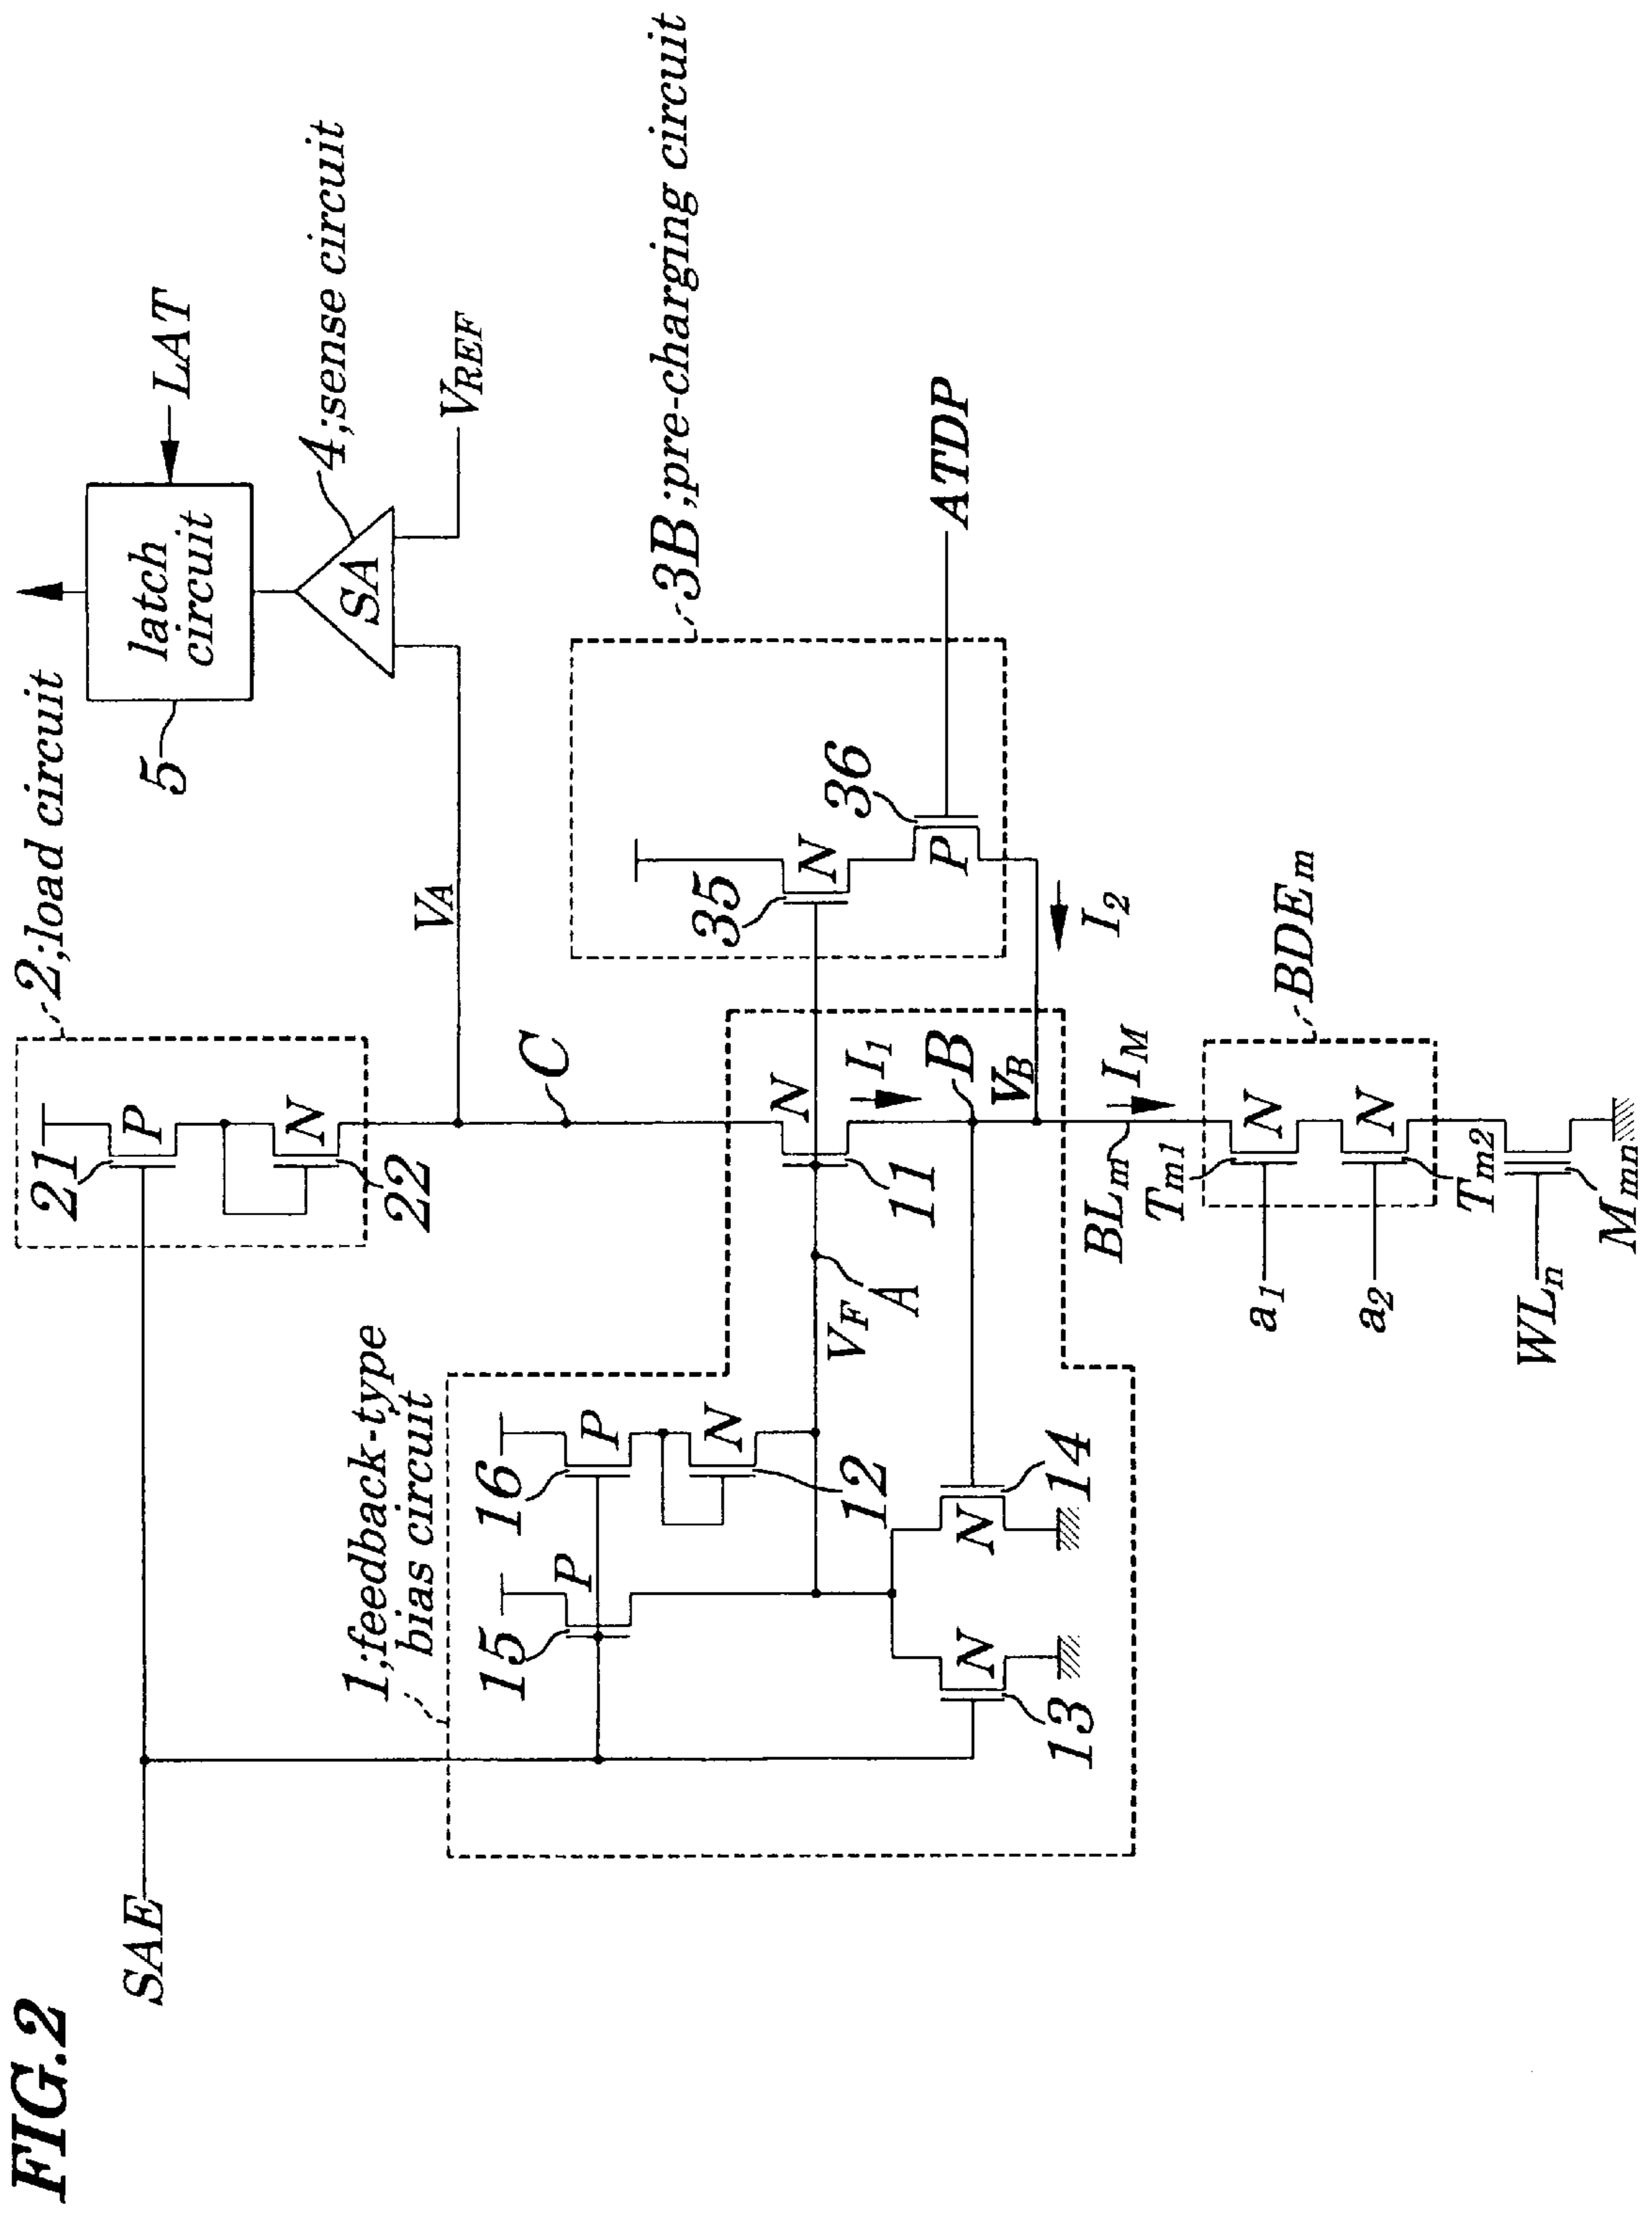 FIG.2
SAE
2;load circuit
21
P
N
22
5
latch
circuit
LAT
SA
4;sense circuit
VREF
VA
C
3B;pre-charging circuit
35
N
36
P
ATDP
I2
1;feedback-type
bias circuit
15
P
16
P
N
12
VF
A
N
11
I1
B
VB
13
N
N
14
BLm
IM
BDEm
Tm1
N
a1
N
a2
Tm2
WLn
Mmn